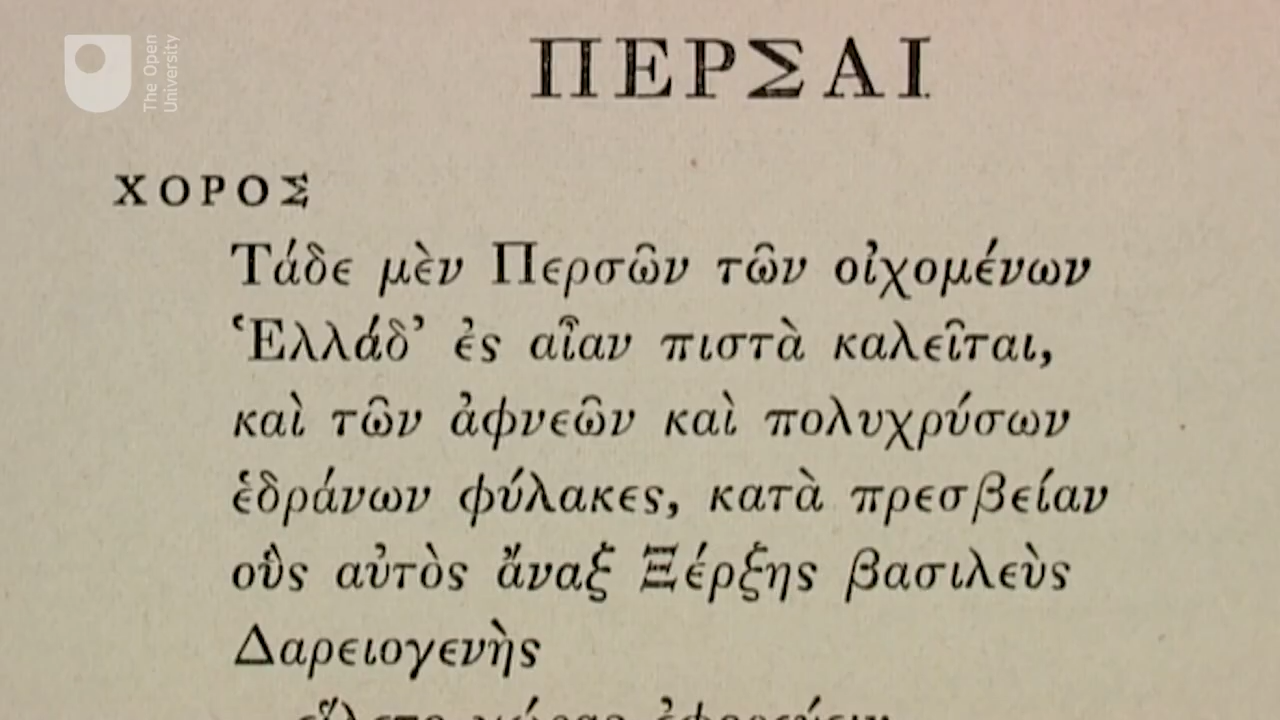 The Open
University
ΠΕΡΣΑΙ
ΧΟΡΟΣ
Τάδε μὲν Περσῶν τῶν οἰχομένων
Ἑλλάδ’ ἐς αἶαν πιστὰ καλεῖται,
καὶ τῶν ἀφνεῶν καὶ πολυχρύσων
ἑδράνων φύλακες, κατὰ πρεσβείαν
οὓς αὐτὸς ἄναξ Ξέρξης βασιλεὺς
Δαρειογενὴς